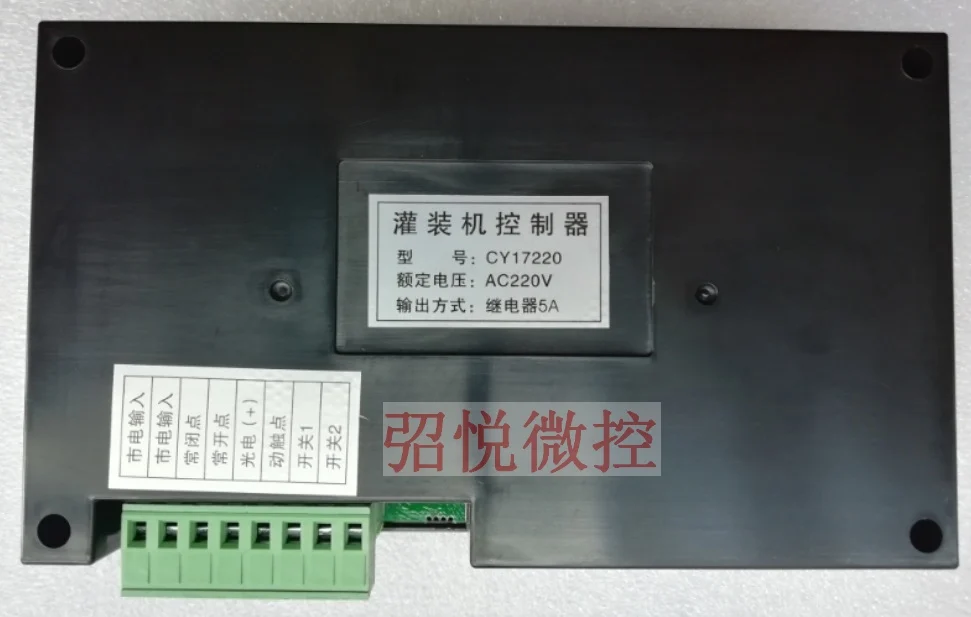 灌装机控制器
型 号：CY17220
额定电压：AC220V
输出方式：继电器5A
市电输入
市电输入
常闭点
常开点
光电(+)
动触点
开关1
开关2
弨悦微控